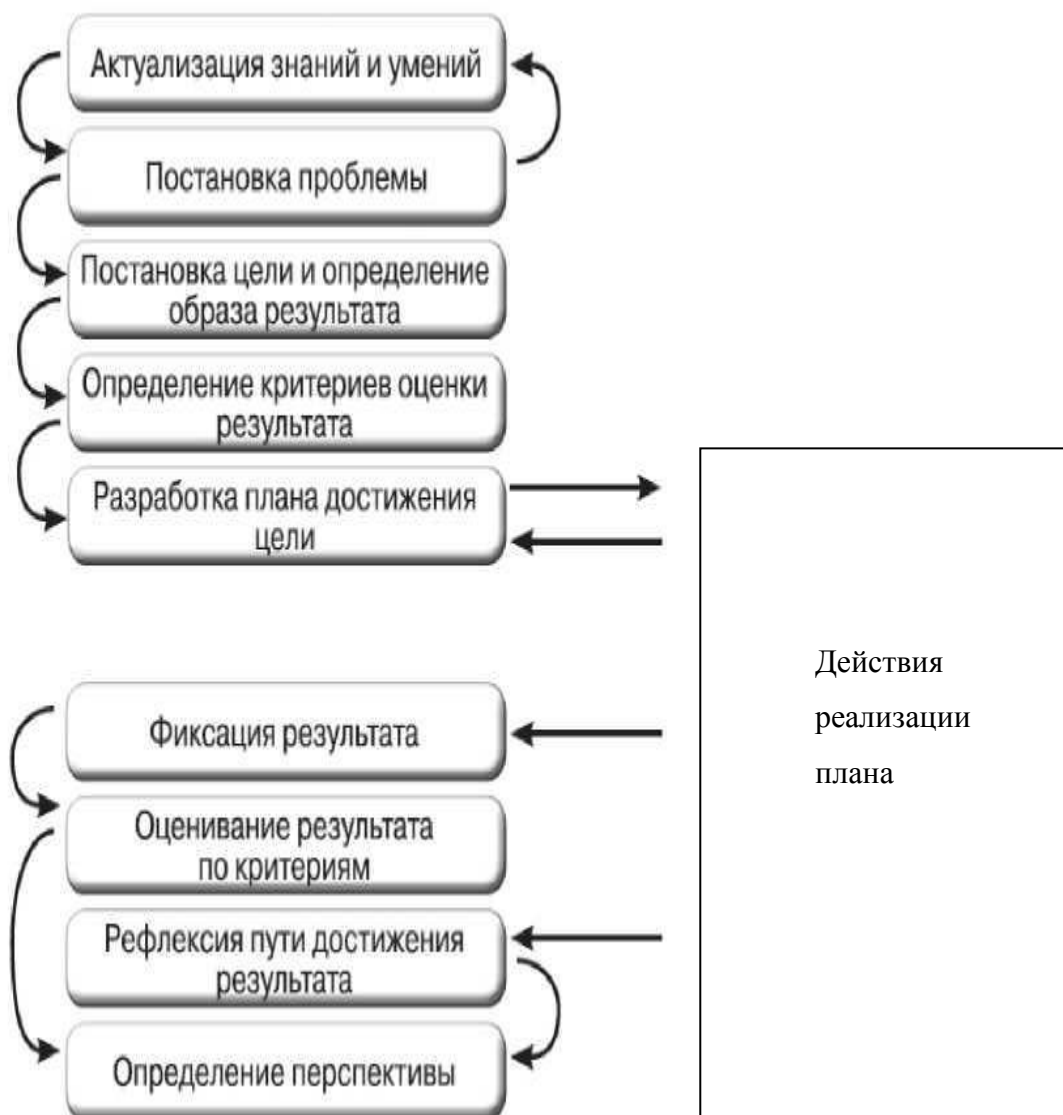 Актуализация знаний и умений
Постановка проблемы
Постановка цели и определение
образа результата
Определение критериев оценки
результата
Разработка плана достижения
цели
Действия
реализации
плана
Фиксация результата
Оценивание результата
по критериям
Рефлексия пути достижения
результата
Определение перспективы